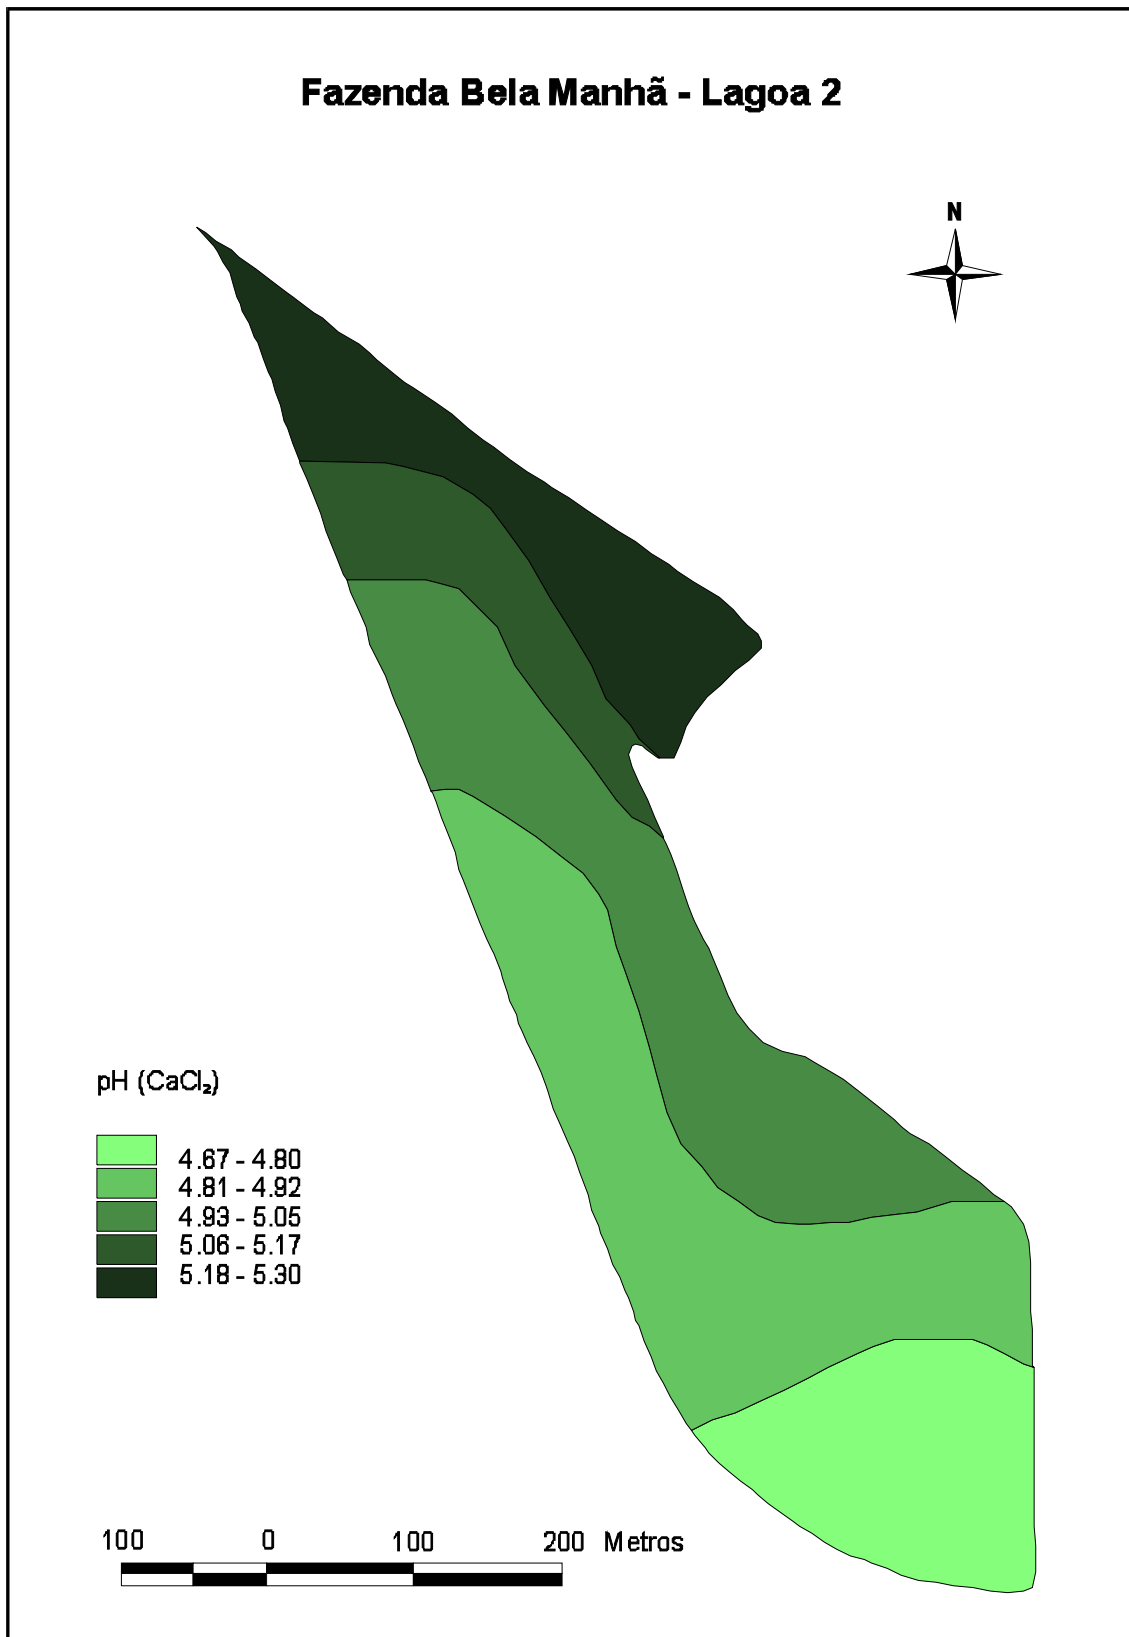 Fazenda Bela Manhã - Lagoa 2
N
pH (CaCl₂)
4.67 - 4.80
4.81 - 4.92
4.93 - 5.05
5.06 - 5.17
5.18 - 5.30
100 0 100 200 Metros